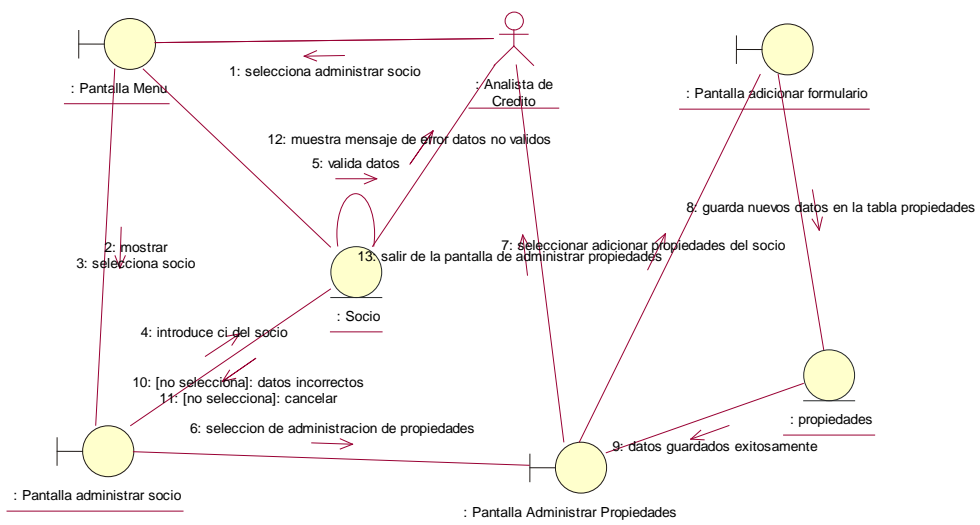 1: selecciona administrar socio
: Pantalla Menu
: Analista de
Credito
: Pantalla adicionar formulario
12: muestra mensaje de error datos no validos
5: valida datos
8: guarda nuevos datos en la tabla propiedades
2: mostrar
3: selecciona socio
7: seleccionar adicionar propiedades del socio
13: salir de la pantalla de administrar propiedades
: Socio
4: introduce ci del socio
10: [no selecciona]: datos incorrectos
11: [no selecciona]: cancelar
: propiedades
6: seleccion de administracion de propiedades
9: datos guardados exitosamente
: Pantalla administrar socio
: Pantalla Administrar Propiedades